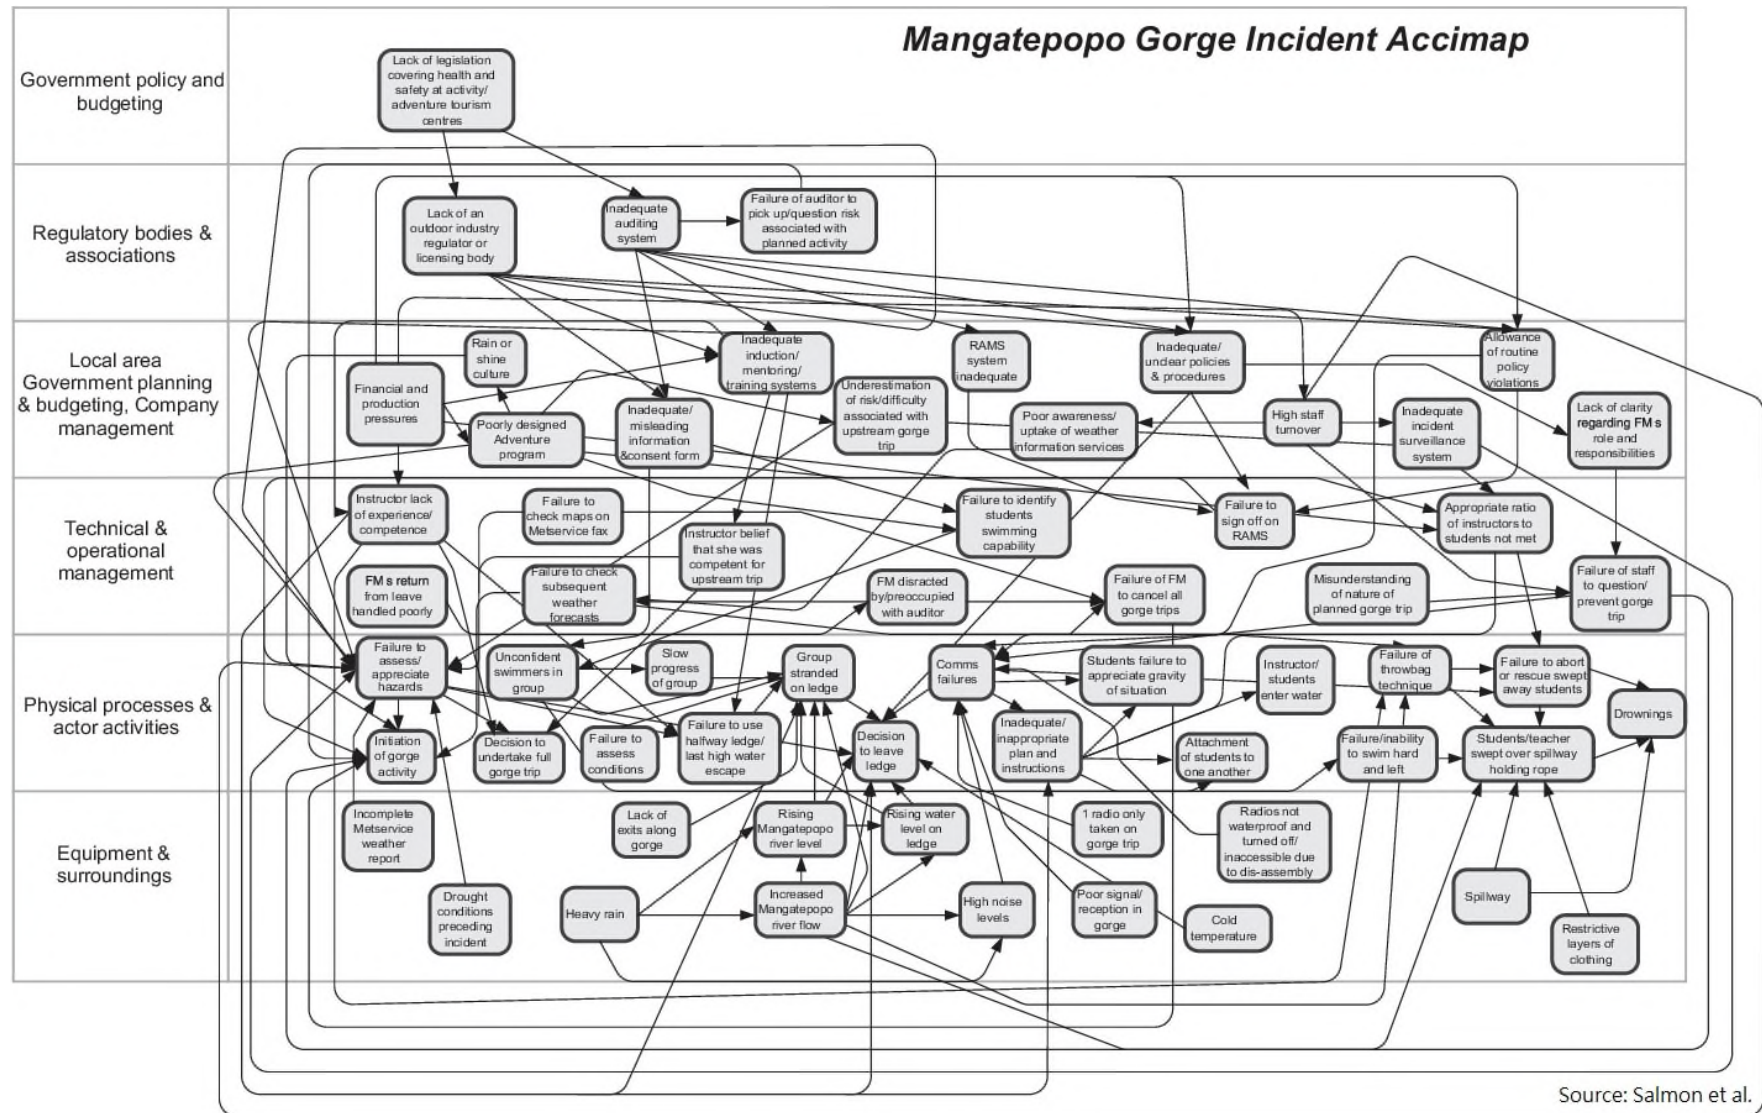 Mangatepopo Gorge Incident Accimap
Government policy and
budgeting
Lack of legislation
covering health and
safety at activity/
adventure tourism
centres
Regulatory bodies &
associations
Lack of an
outdoor industry
regulator or
licensing body
Inadequate
auditing
system
Failure of auditor to
pick up/question risk
associated with
planned activity
Local area
Government planning
& budgeting, Company
management
Financial and
production
pressures
Rain or
shine
culture
Poorly designed
Adventure
program
Inadequate/
misleading
information
&consent form
Inadequate
induction/
mentoring/
training systems
Underestimation
of risk/difficulty
associated with
upstream gorge
trip
RAMS
system
inadequate
Poor awareness/
uptake of weather
information services
Inadequate/
unclear policies
& procedures
High staff
turnover
Inadequate
incident
surveillance
system
Allowance
of routine
policy
violations
Lack of clarity
regarding FM s
role and
responsibilities
Technical &
operational
management
Instructor lack
of experience/
competence
Failure to
check maps on
Metservice fax
Instructor belief
that she was
competent for
upstream trip
Failure to identify
students
swimming
capability
Failure to
sign off on
RAMS
Appropriate ratio
of instructors to
students not met
FM s return
from leave
handled poorly
Failure to check
subsequent
weather
forecasts
FM disracted
by/preoccupied
with auditor
Failure of FM
to cancel all
gorge trips
Misunderstanding
of nature of
planned gorge trip
Failure of staff
to question/
prevent gorge
trip
Physical processes &
actor activities
Failure to
assess/
appreciate
hazards
Unconfident
swimmers in
group
Slow
progress
of group
Group
stranded
on ledge
Comms
failures
Students failure to
appreciate gravity
of situation
Instructor/
students
enter water
Failure of
throwbag
technique
Failure to abort
or rescue swept
away students
Drownings
Initiation
of gorge
activity
Decision to
undertake full
gorge trip
Failure to
assess
conditions
Failure to use
halfway ledge/
last high water
escape
Decision
to leave
ledge
Inadequate/
inappropriate
plan and
instructions
Attachment
of students to
one another
Failure/inability
to swim hard
and left
Students/teacher
swept over spillway
holding rope
Equipment &
surroundings
Incomplete
Metservice
weather
report
Drought
conditions
preceding
incident
Lack of
exits along
gorge
Heavy rain
Rising
Mangatepopo
river level
Increased
Mangatepopo
river flow
Rising water
level on
ledge
High noise
levels
1 radio only
taken on
gorge trip
Poor signal/
reception in
gorge
Cold
temperature
Radios not
waterproof and
turned off/
inaccessible due
to dis-assembly
Spillway
Restrictive
layers of
clothing
Source: Salmon et al.